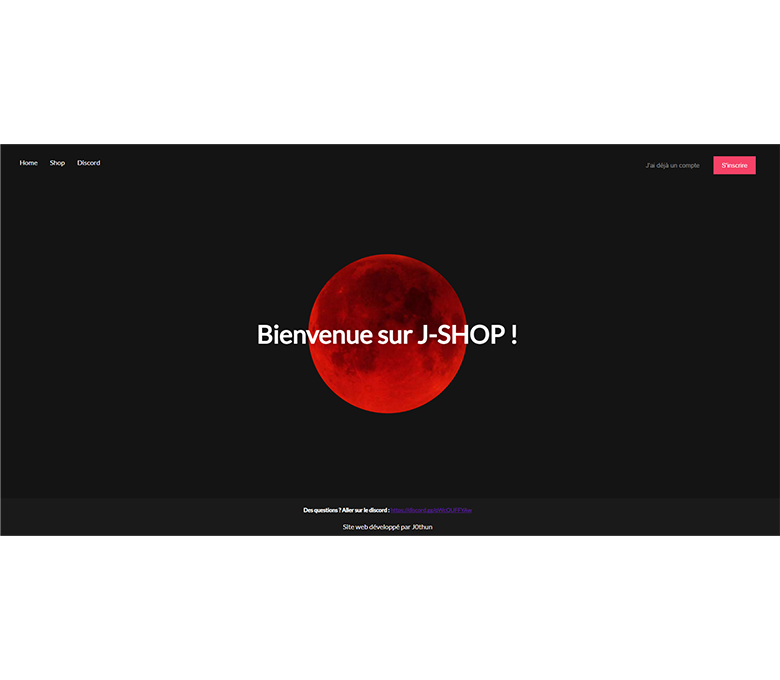 Home Shop Discord
J'ai déjà un compte S'inscrire
Bienvenue sur J-SHOP !
Des questions ? Aller sur le discord :
Site web développé par J0thun